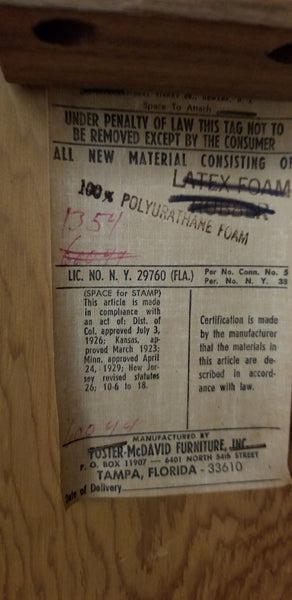 Space To Attach
UNDER PENALTY OF LAW THIS TAG NOT TO
BE REMOVED EXCEPT BY THE CONSUMER
ALL NEW MATERIAL CONSISTING OF
LATEX FOAM
100% POLYURATHAME FOAM
1354
LIC. NO. N. Y. 29760 (FLA.)
Per No. Conn. No. 5
Per. No. N. Y. 38
(SPACE for STAMP)
This article is made
in compliance with
an act of: Dist. of
Col. approved July 3,
1926; Kansas, ap-
proved March 1923;
Minn. approved April
24, 1929; New Jer-
sey revised statutes
26; 10-6 to 18.
Certification is made
by the manufacturer
that the materials in
this article are de-
scribed in accord-
ance with law.
MANUFACTURED BY
FOSTER-McDAVID FURNITURE, INC.
P. O. BOX 11907 — 6401 NORTH 54th STREET
TAMPA, FLORIDA - 33610
Date of Delivery